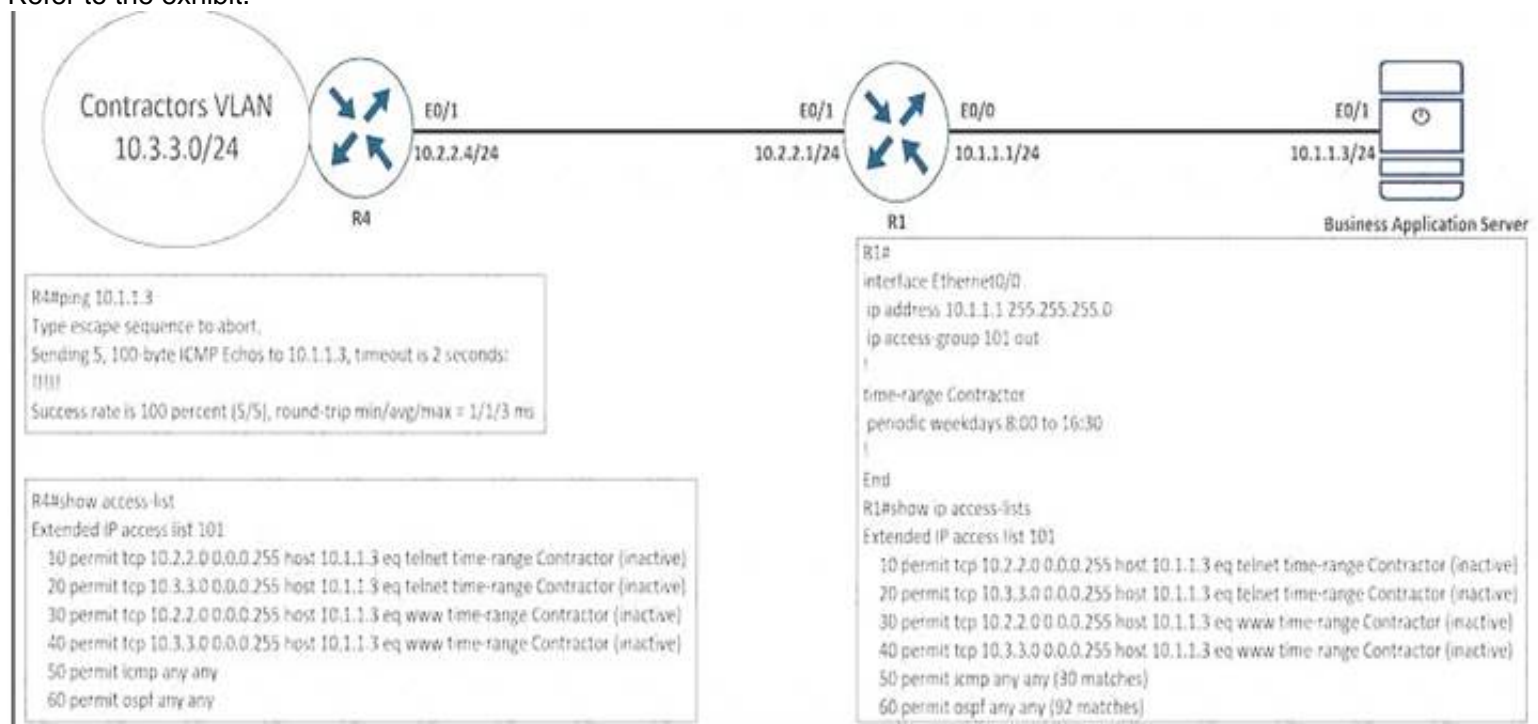 Refer to the exhibit.
Contractors VLAN
10.3.3.0/24
E0/1
10.2.2.4/24
R4
E0/1
10.2.2.1/24
E0/0
10.1.1.1/24
R1
E0/1
10.1.1.3/24
Business Application Server
R4#ping 10.1.1.3
Type escape sequence to abort.
Sending 5, 100-byte ICMP Echos to 10.1.1.3, timeout is 2 seconds:
!!!!!
Success rate is 100 percent (5/5), round-trip min/avg/max = 1/1/3 ms
R4#show access-list
Extended IP access list 101
10 permit tcp 10.2.2.0 0.0.0.255 host 10.1.1.3 eq telnet time-range Contractor (inactive)
20 permit tcp 10.3.3.0 0.0.0.255 host 10.1.1.3 eq telnet time-range Contractor (inactive)
30 permit tcp 10.2.2.0 0.0.0.255 host 10.1.1.3 eq www time-range Contractor (inactive)
40 permit tcp 10.3.3.0 0.0.0.255 host 10.1.1.3 eq www time-range Contractor (inactive)
50 permit icmp any any
60 permit ospf any any
R1#
interface Ethernet0/0
ip address 10.1.1.1 255.255.255.0
ip access-group 101 out
!
time-range Contractor
periodic weekdays 8:00 to 16:30
!
End
R1#show ip access-lists
Extended IP access list 101
10 permit tcp 10.2.2.0 0.0.0.255 host 10.1.1.3 eq telnet time-range Contractor (inactive)
20 permit tcp 10.3.3.0 0.0.0.255 host 10.1.1.3 eq telnet time-range Contractor (inactive)
30 permit tcp 10.2.2.0 0.0.0.255 host 10.1.1.3 eq www time-range Contractor (inactive)
40 permit tcp 10.3.3.0 0.0.0.255 host 10.1.1.3 eq www time range Contractor (inactive)
50 permit icmp any any (30 matches)
60 permit ospf any any (92 matches)